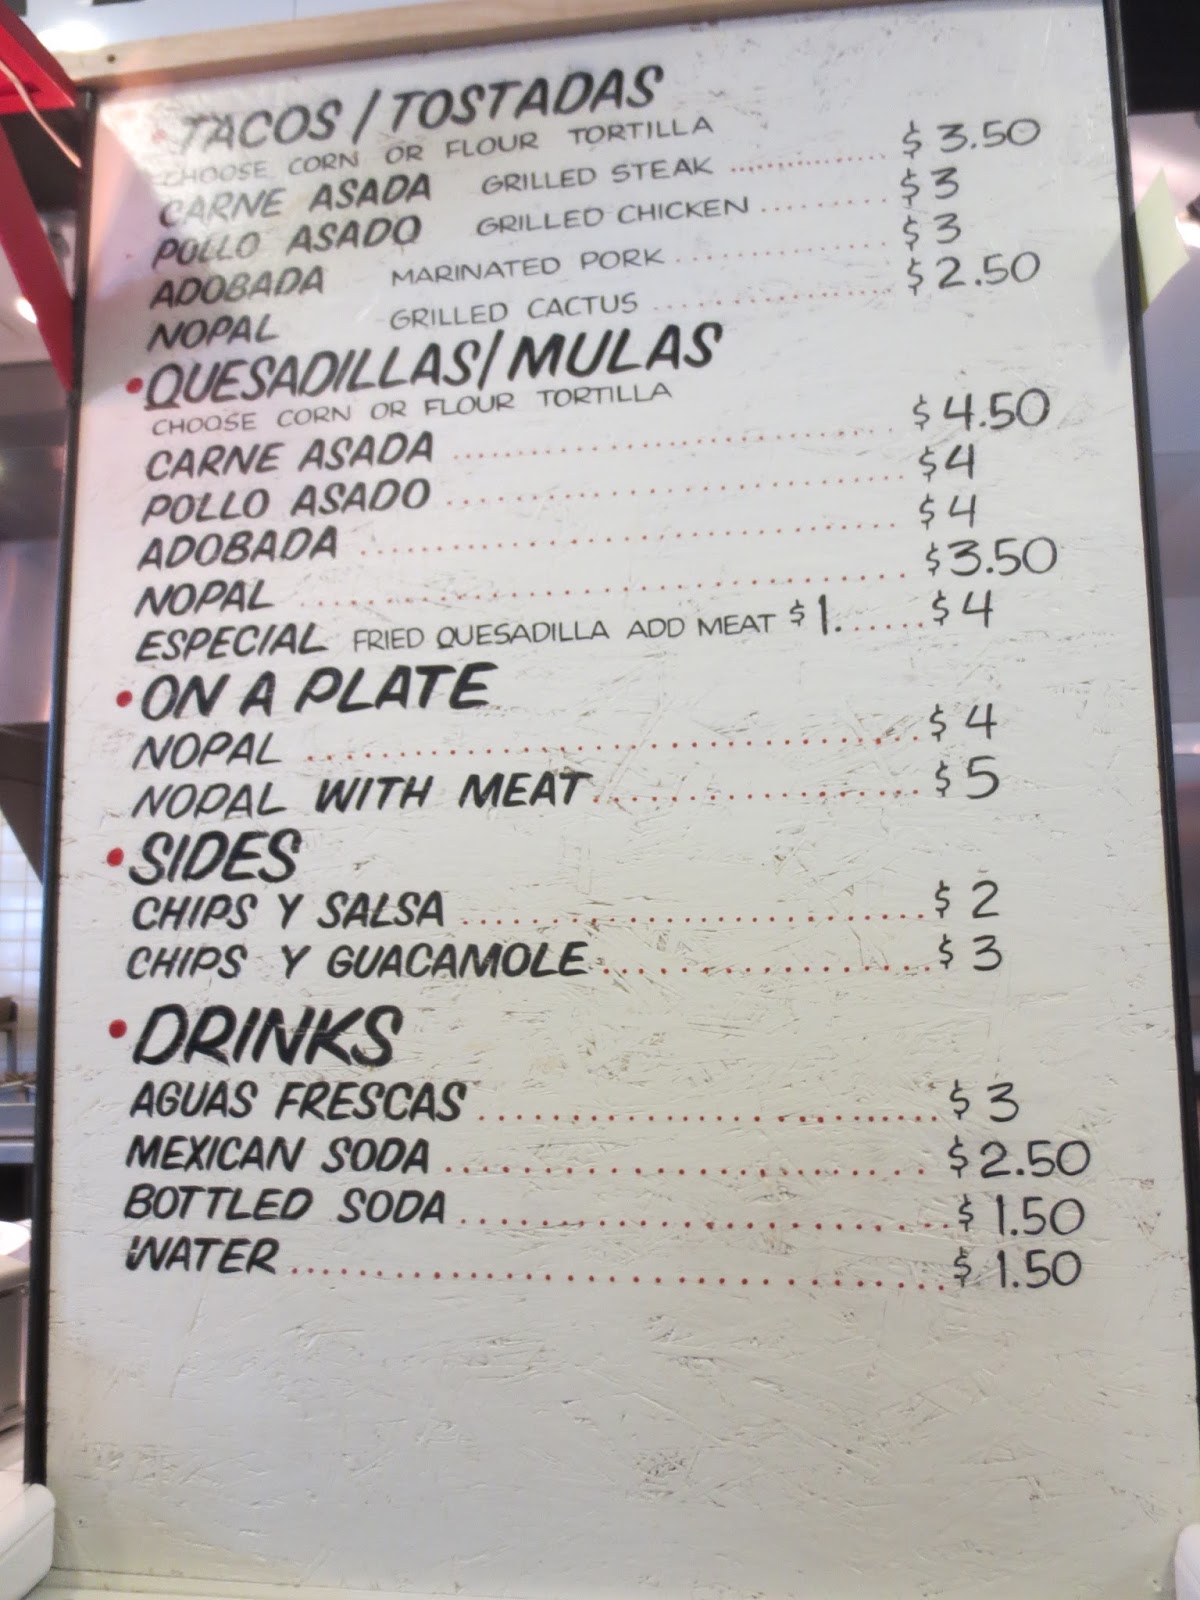 TACOS / TOSTADAS
CHOOSE CORN OR FLOUR TORTILLA
CARNE ASADA GRILLED STEAK ............... $3.50
POLLO ASADO GRILLED CHICKEN ......... $3
ADOBADA MARINATED PORK ............... $3
NOPAL GRILLED CACTUS ................. $2.50
• QUESADILLAS/MULAS
CHOOSE CORN OR FLOUR TORTILLA
CARNE ASADA ............................ $4.50
POLLO ASADO ............................ $4
ADOBADA ................................ $4
NOPAL .................................. $3.50
ESPECIAL FRIED QUESADILLA ADD MEAT $1....... $4
• ON A PLATE
NOPAL .................................. $4
NOPAL WITH MEAT ....................... $5
• SIDES
CHIPS Y SALSA .......................... $2
CHIPS Y GUACAMOLE ..................... $3
• DRINKS
AGUAS FRESCAS .......................... $3
MEXICAN SODA ........................... $2.50
BOTTLED SODA ........................... $1.50
WATER .................................. $1.50